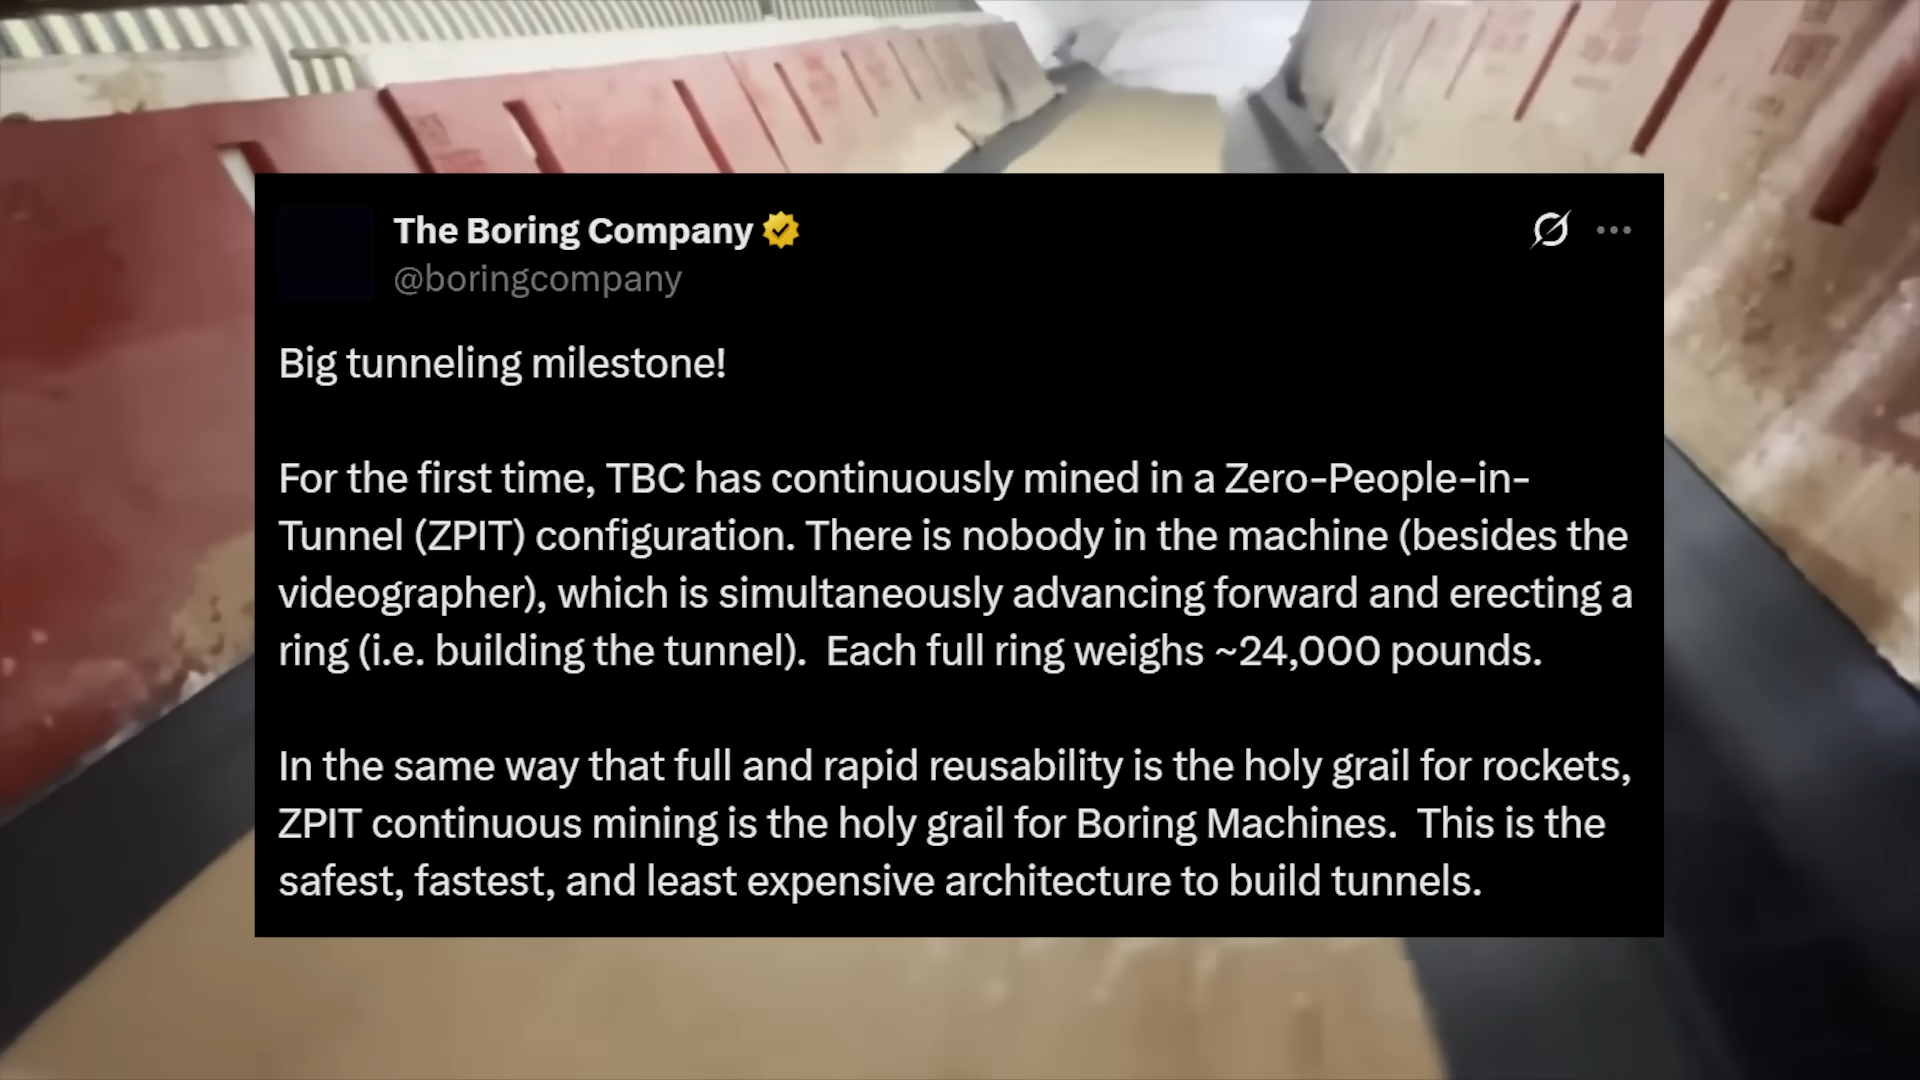 The Boring Company
@boringcompany
Big tunneling milestone!
For the first time, TBC has continuously mined in a Zero-People-in-
Tunnel (ZPIT) configuration. There is nobody in the machine (besides the
videographer), which is simultaneously advancing forward and erecting a
ring (i.e. building the tunnel).  Each full ring weighs ~24,000 pounds.
In the same way that full and rapid reusability is the holy grail for rockets,
ZPIT continuous mining is the holy grail for Boring Machines.  This is the
safest, fastest, and least expensive architecture to build tunnels.